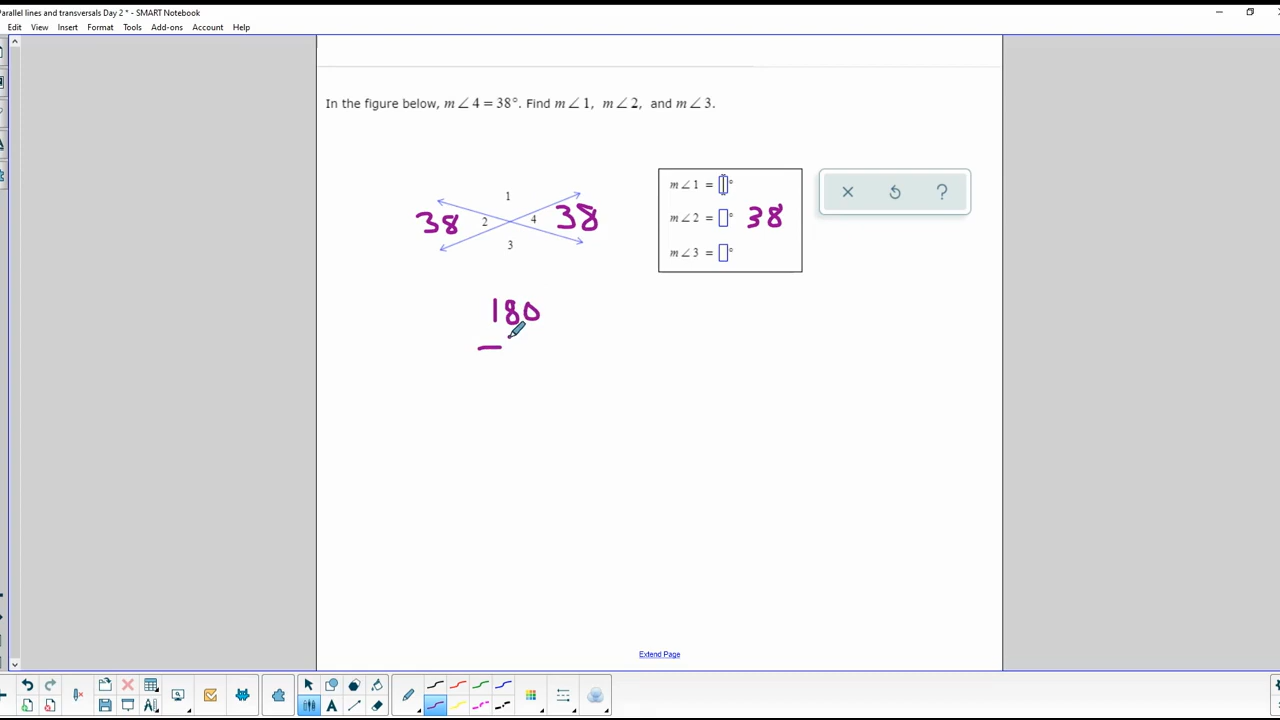 Parallel lines and transversals Day 2 * - SMART Notebook
Edit View Insert Format Tools Add-ons Account Help
In the figure below, m∠4 = 38°. Find m∠1, m∠2, and m∠3.
1
38 2 4 38
3
m∠1 = °
m∠2 = ° 38
m∠3 = °
?
180
−
Extend Page